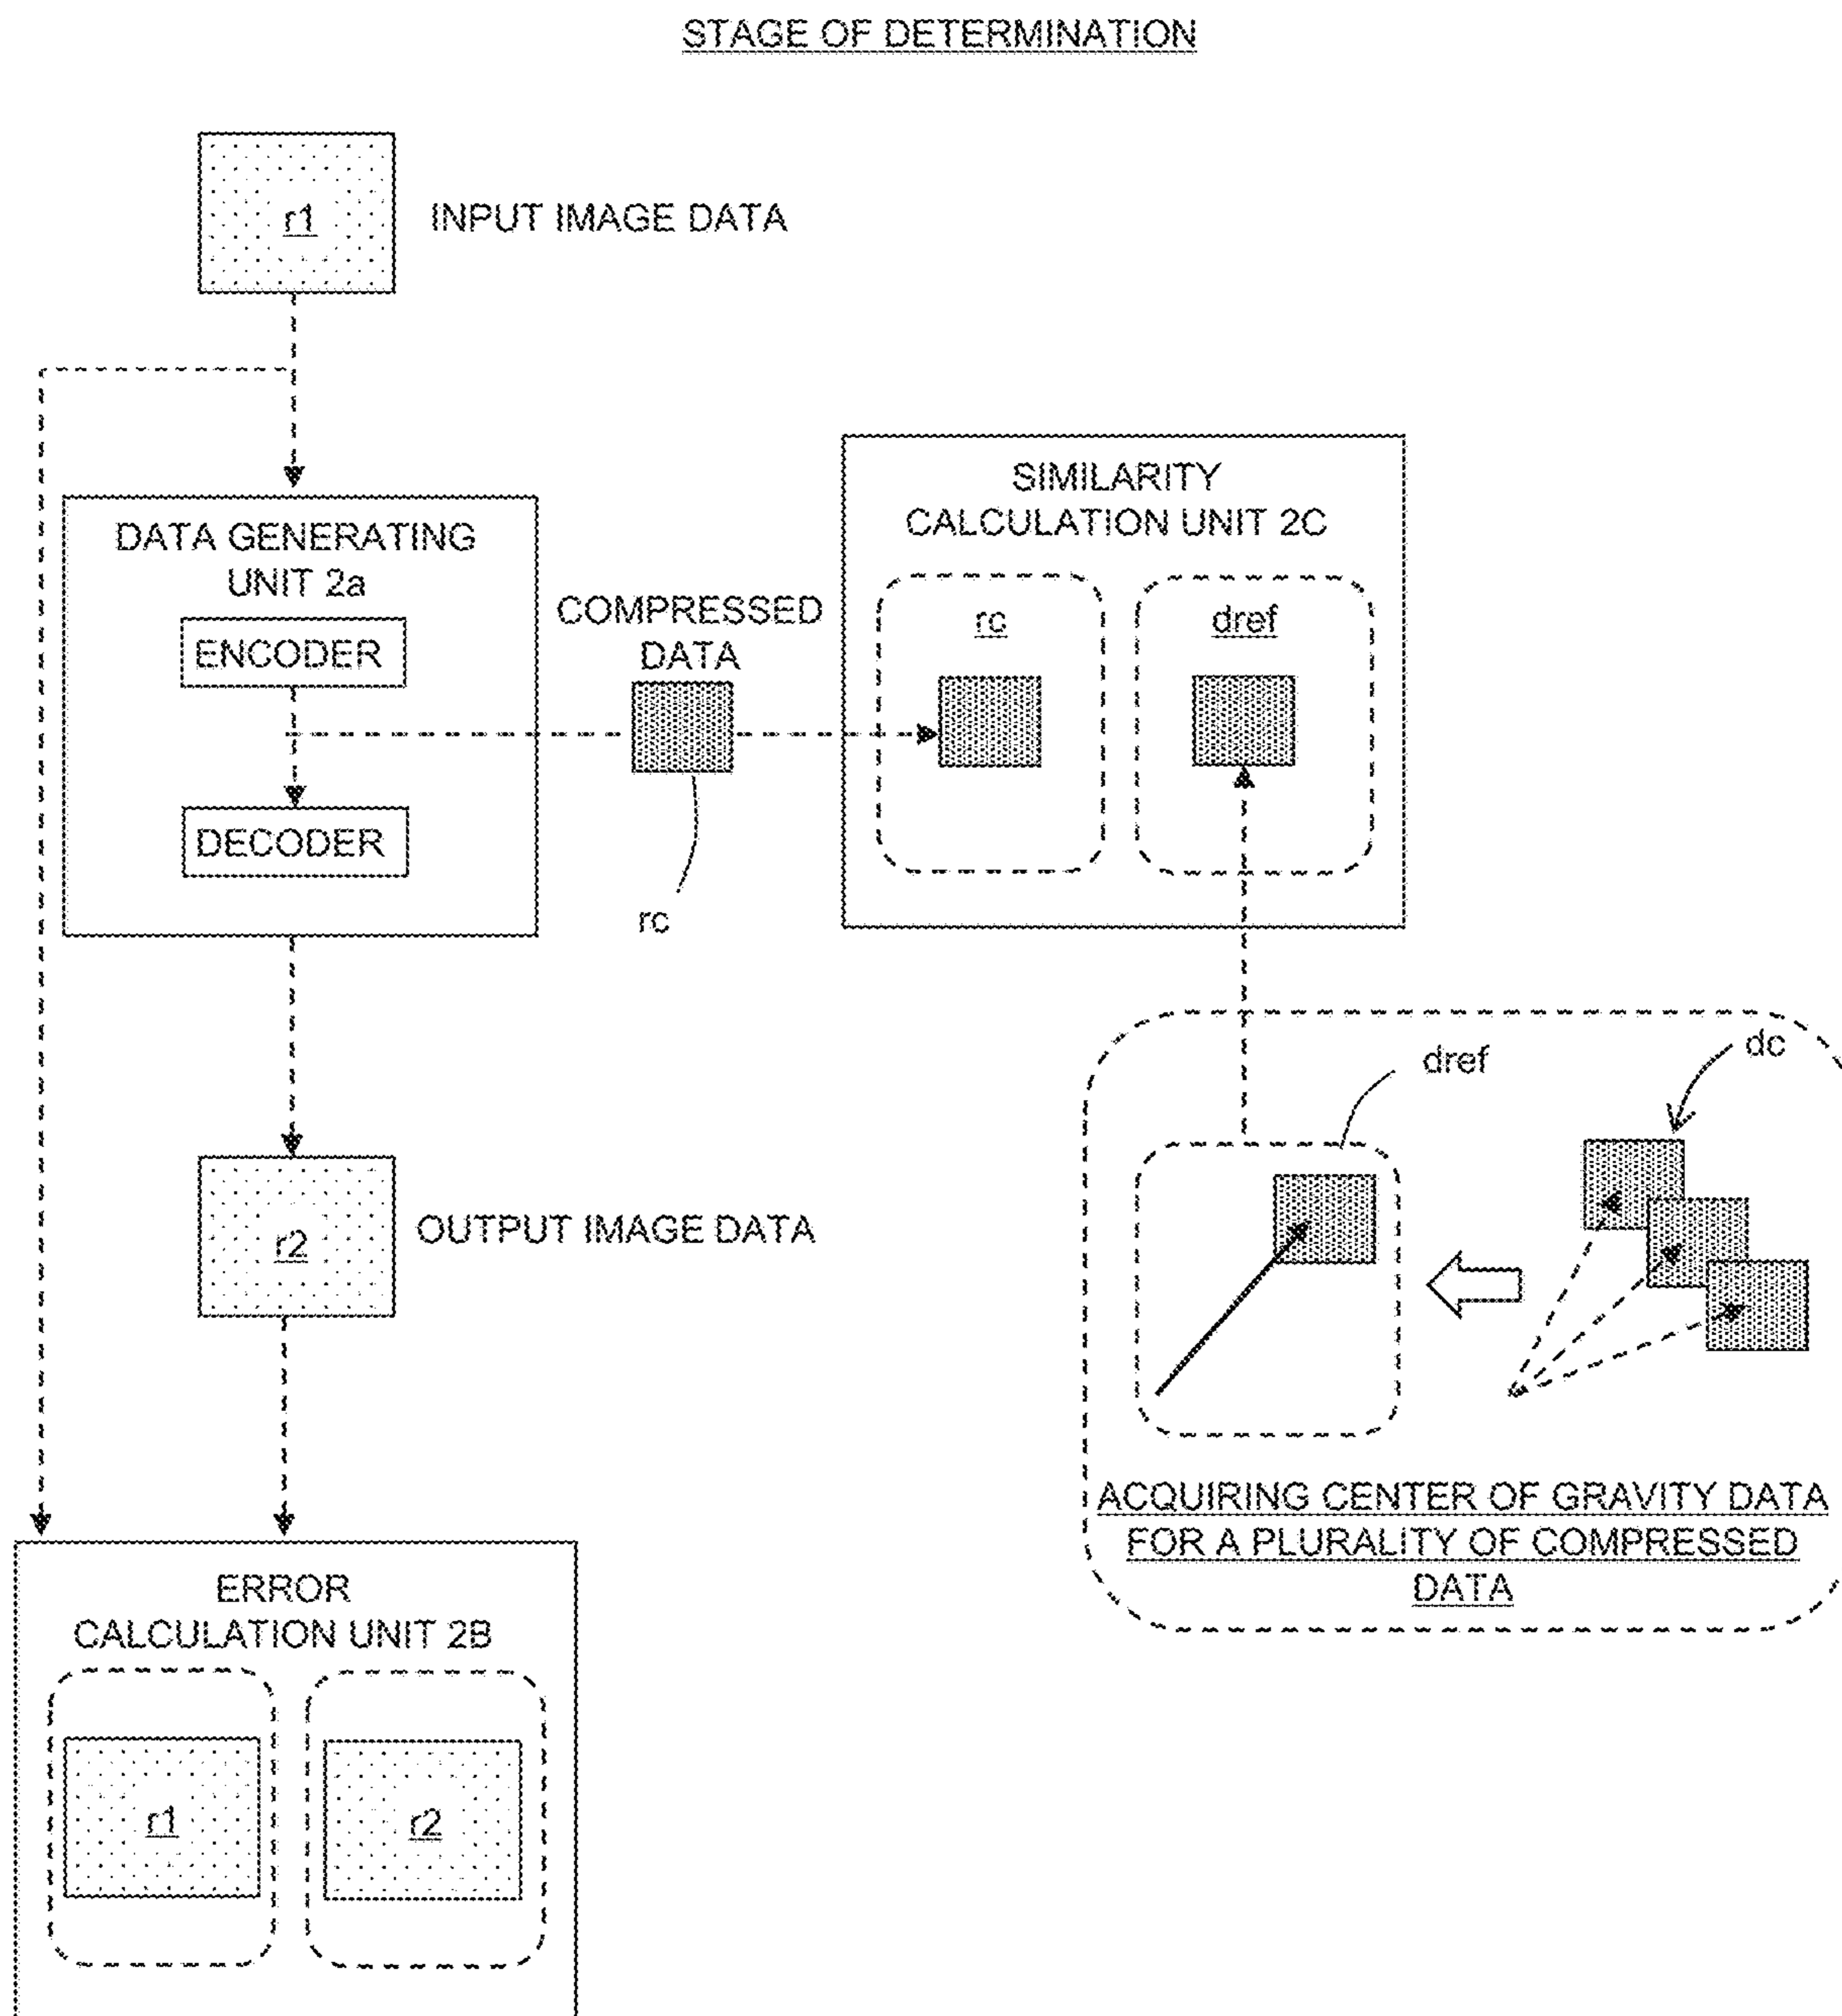 STAGE OF DETERMINATION
r1
INPUT IMAGE DATA
DATA GENERATING
UNIT 2a
ENCODER
DECODER
COMPRESSED
DATA
rc
SIMILARITY
CALCULATION UNIT 2C
rc
dref
dref
dc
r2
OUTPUT IMAGE DATA
ACQUIRING CENTER OF GRAVITY DATA
FOR A PLURALITY OF COMPRESSED
DATA
ERROR
CALCULATION UNIT 2B
r1
r2